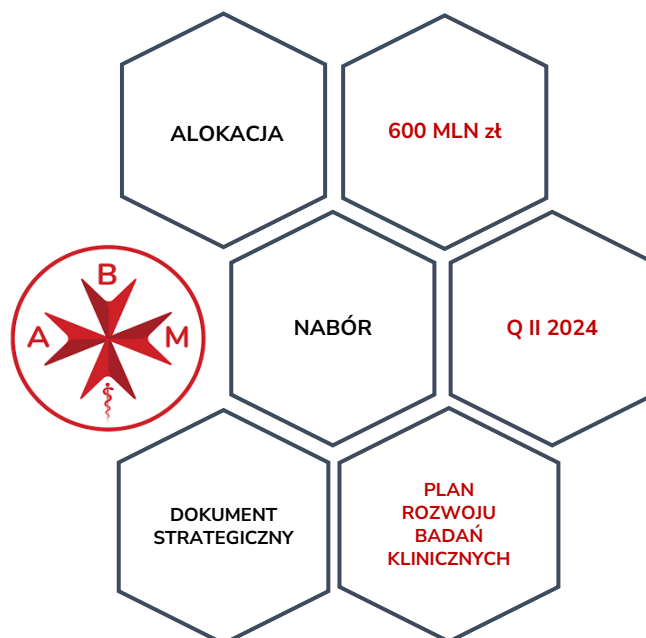 ALOKACJA
600 MLN zł
B
A
M
NABÓR
Q II 2024
DOKUMENT
STRATEGICZNY
PLAN
ROZWOJU
BADAŃ
KLINICZNYCH